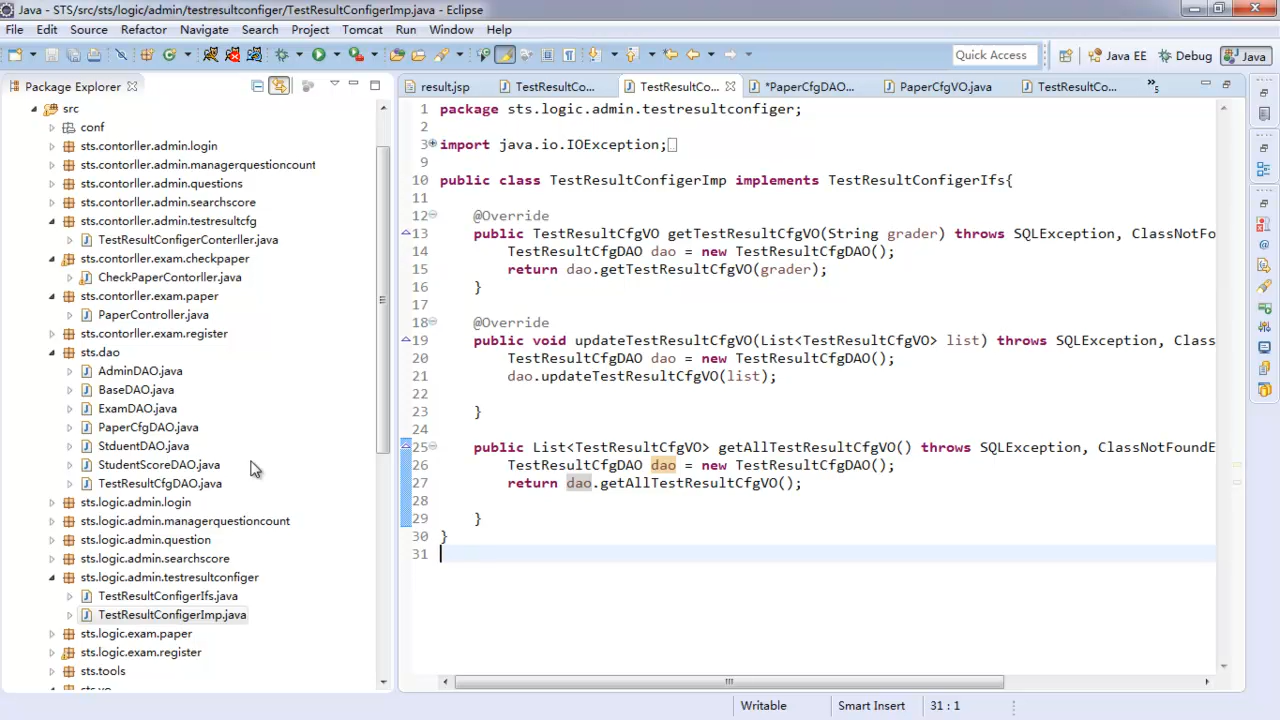 Java - STS/src/sts/logic/admin/testresultconfiger/TestResultConfigerImp.java - Eclipse
File Edit Source Refactor Navigate Search Project Tomcat Run Window Help
Quick Access Java EE Debug Java
Package Explorer
src
conf
sts.contorller.admin.login
sts.contorller.admin.managerquestioncount
sts.contorller.admin.questions
sts.contorller.admin.searchscore
sts.contorller.admin.testresultcfg
TestResultConfigerConterller.java
sts.contorller.exam.checkpaper
CheckPaperContorller.java
sts.contorller.exam.paper
PaperController.java
sts.contorller.exam.register
sts.dao
AdminDAO.java
BaseDAO.java
ExamDAO.java
PaperCfgDAO.java
StduentDAO.java
StudentScoreDAO.java
TestResultCfgDAO.java
sts.logic.admin.login
sts.logic.admin.managerquestioncount
sts.logic.admin.question
sts.logic.admin.searchscore
sts.logic.admin.testresultconfiger
TestResultConfigerIfs.java
TestResultConfigerImp.java
sts.logic.exam.paper
sts.logic.exam.register
sts.tools
sts.vo
result.jsp TestResultCo... TestResultCo... *PaperCfgDAO... PaperCfgVO.java TestResultCo... »5
1 package sts.logic.admin.testresultconfiger;
2
3 import java.io.IOException;
9
10 public class TestResultConfigerImp implements TestResultConfigerIfs{
11
12 @Override
13 public TestResultCfgVO getTestResultCfgVO(String grader) throws SQLException, ClassNotFou
14 TestResultCfgDAO dao = new TestResultCfgDAO();
15 return dao.getTestResultCfgVO(grader);
16 }
17
18 @Override
19 public void updateTestResultCfgVO(List<TestResultCfgVO> list) throws SQLException, Class
20 TestResultCfgDAO dao = new TestResultCfgDAO();
21 dao.updateTestResultCfgVO(list);
22
23 }
24
25 public List<TestResultCfgVO> getAllTestResultCfgVO() throws SQLException, ClassNotFoundE
26 TestResultCfgDAO dao = new TestResultCfgDAO();
27 return dao.getAllTestResultCfgVO();
28
29 }
30 }
31
Writable Smart Insert 31 : 1